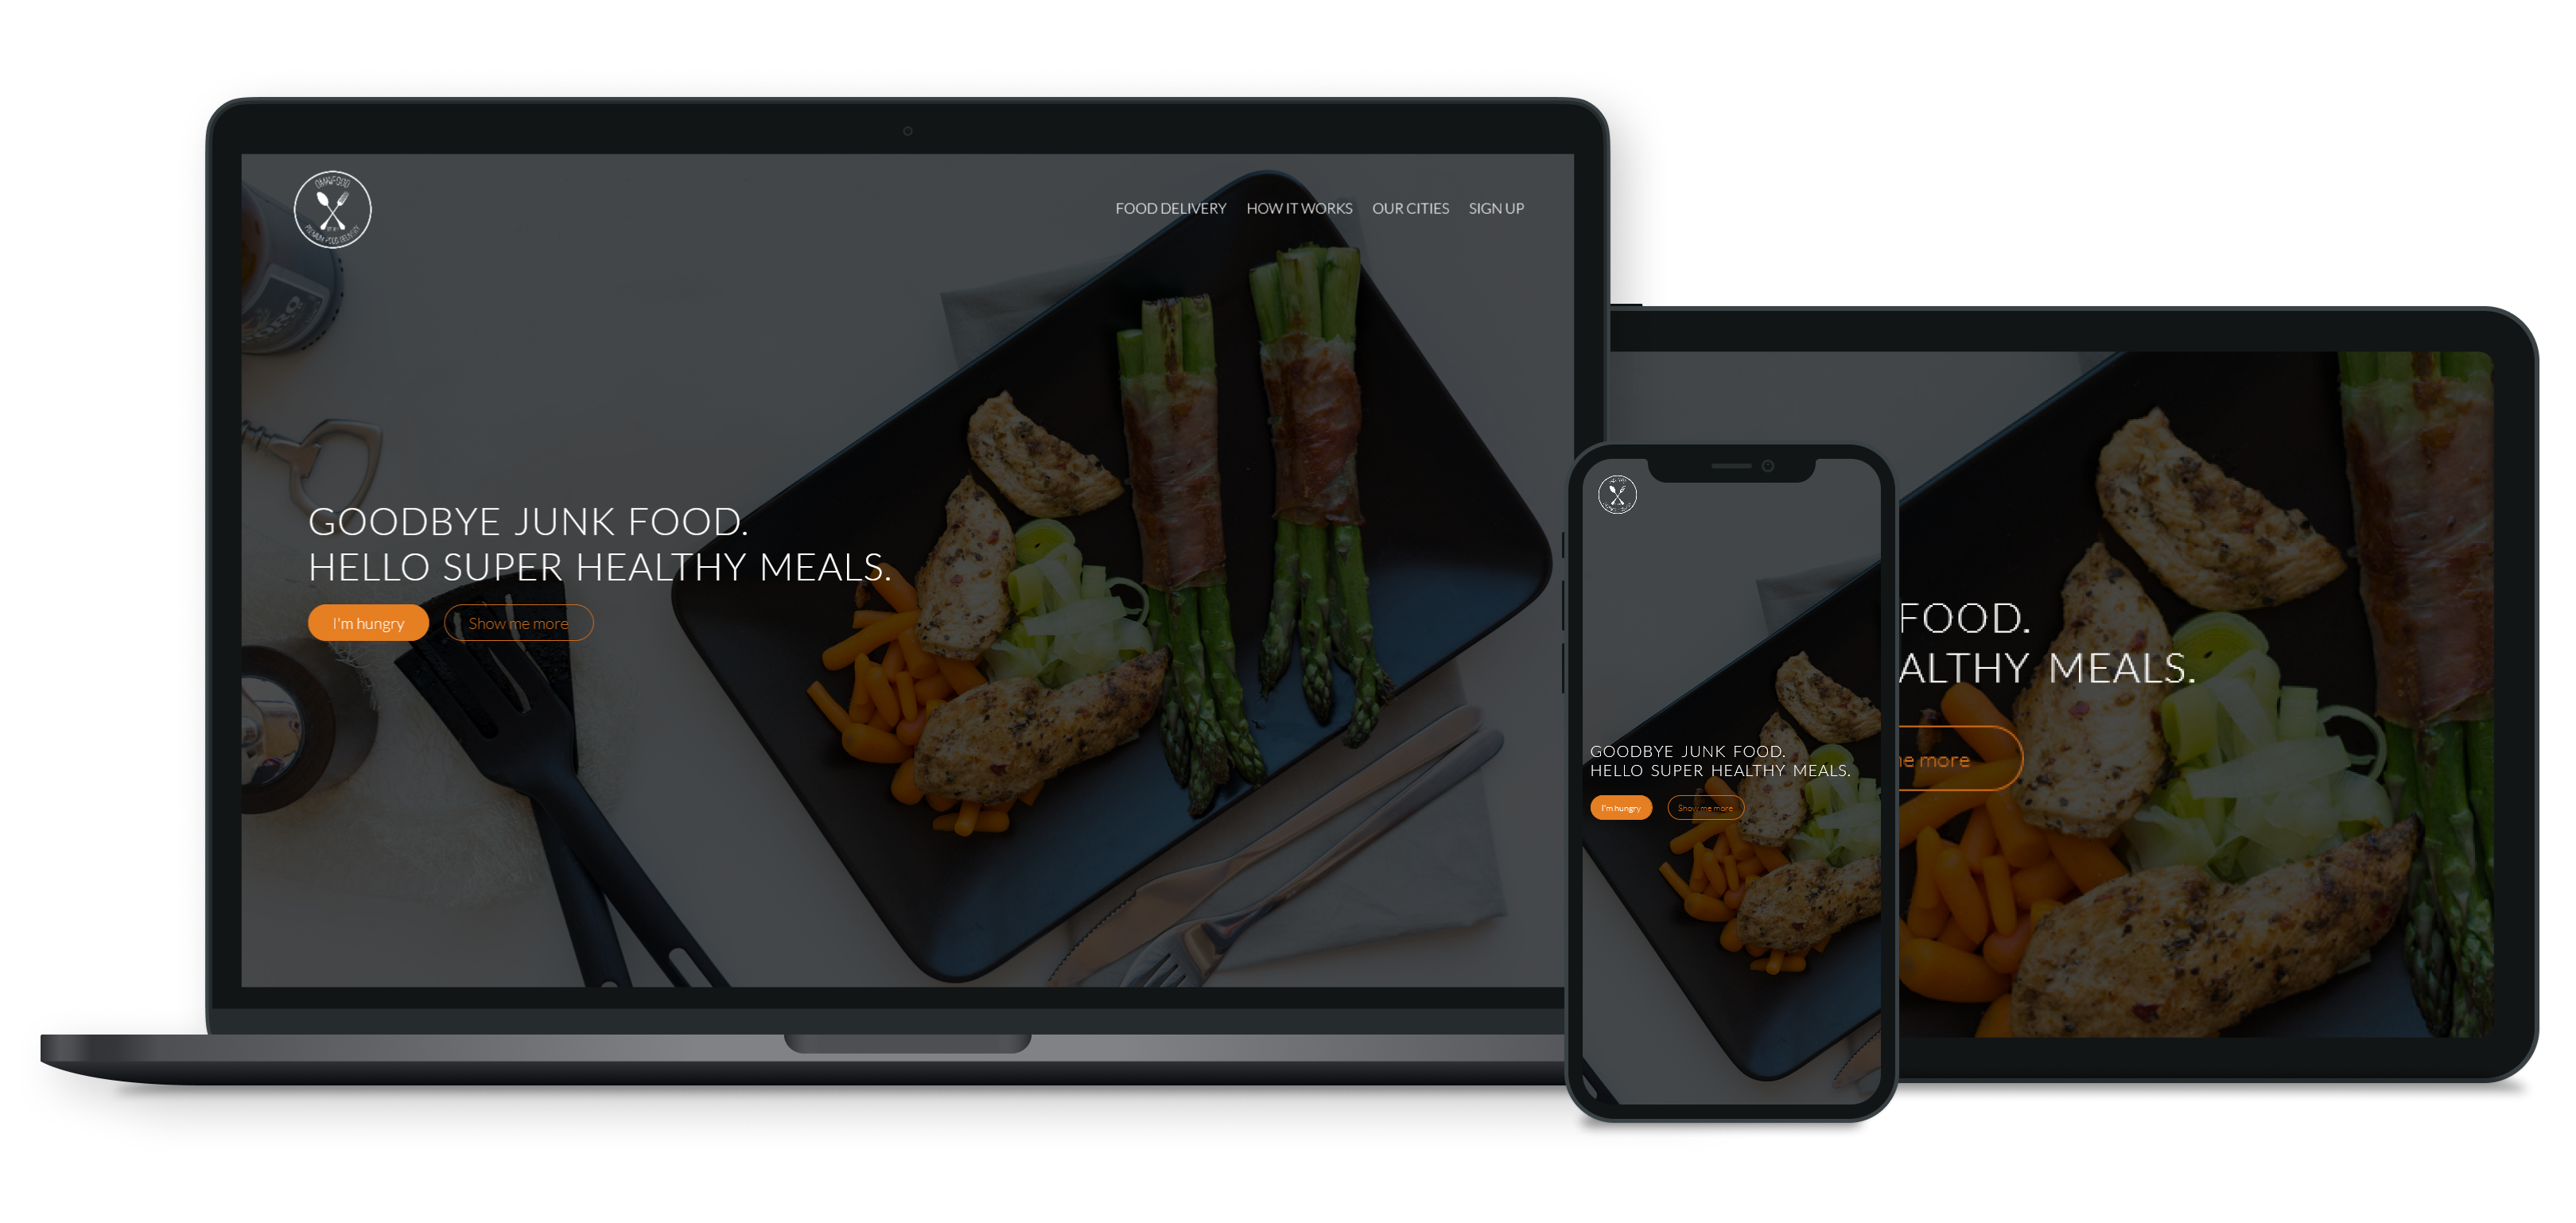 OMNIFOOD
PREMIUM FOOD DELIVERY
FOOD DELIVERY HOW IT WORKS OUR CITIES SIGN UP
GOODBYE JUNK FOOD.
HELLO SUPER HEALTHY MEALS.
I'm hungry Show me more
GOODBYE JUNK FOOD.
HELLO SUPER HEALTHY MEALS.
I'm hungry Show me more
FOOD.
ALTHY MEALS.
me more